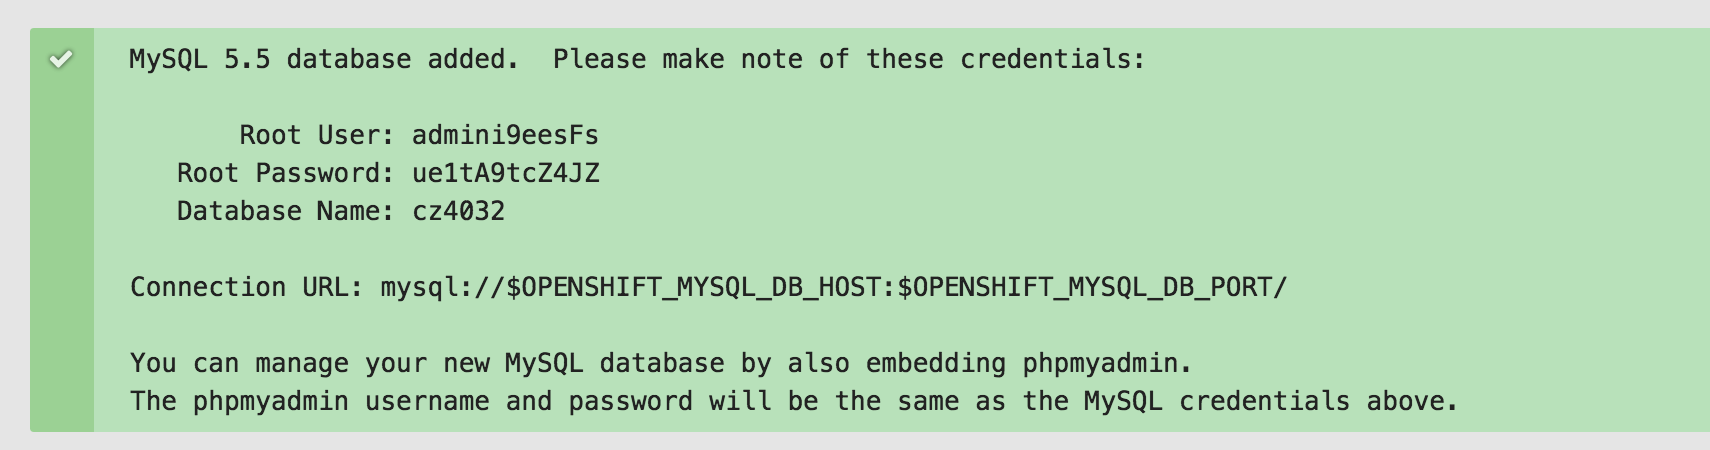 MySQL 5.5 database added.  Please make note of these credentials:
Root User: admini9eesFs
Root Password: ue1tA9tcZ4JZ
Database Name: cz4032
Connection URL: mysql://$OPENSHIFT_MYSQL_DB_HOST:$OPENSHIFT_MYSQL_DB_PORT/
You can manage your new MySQL database by also embedding phpmyadmin.
The phpmyadmin username and password will be the same as the MySQL credentials above.